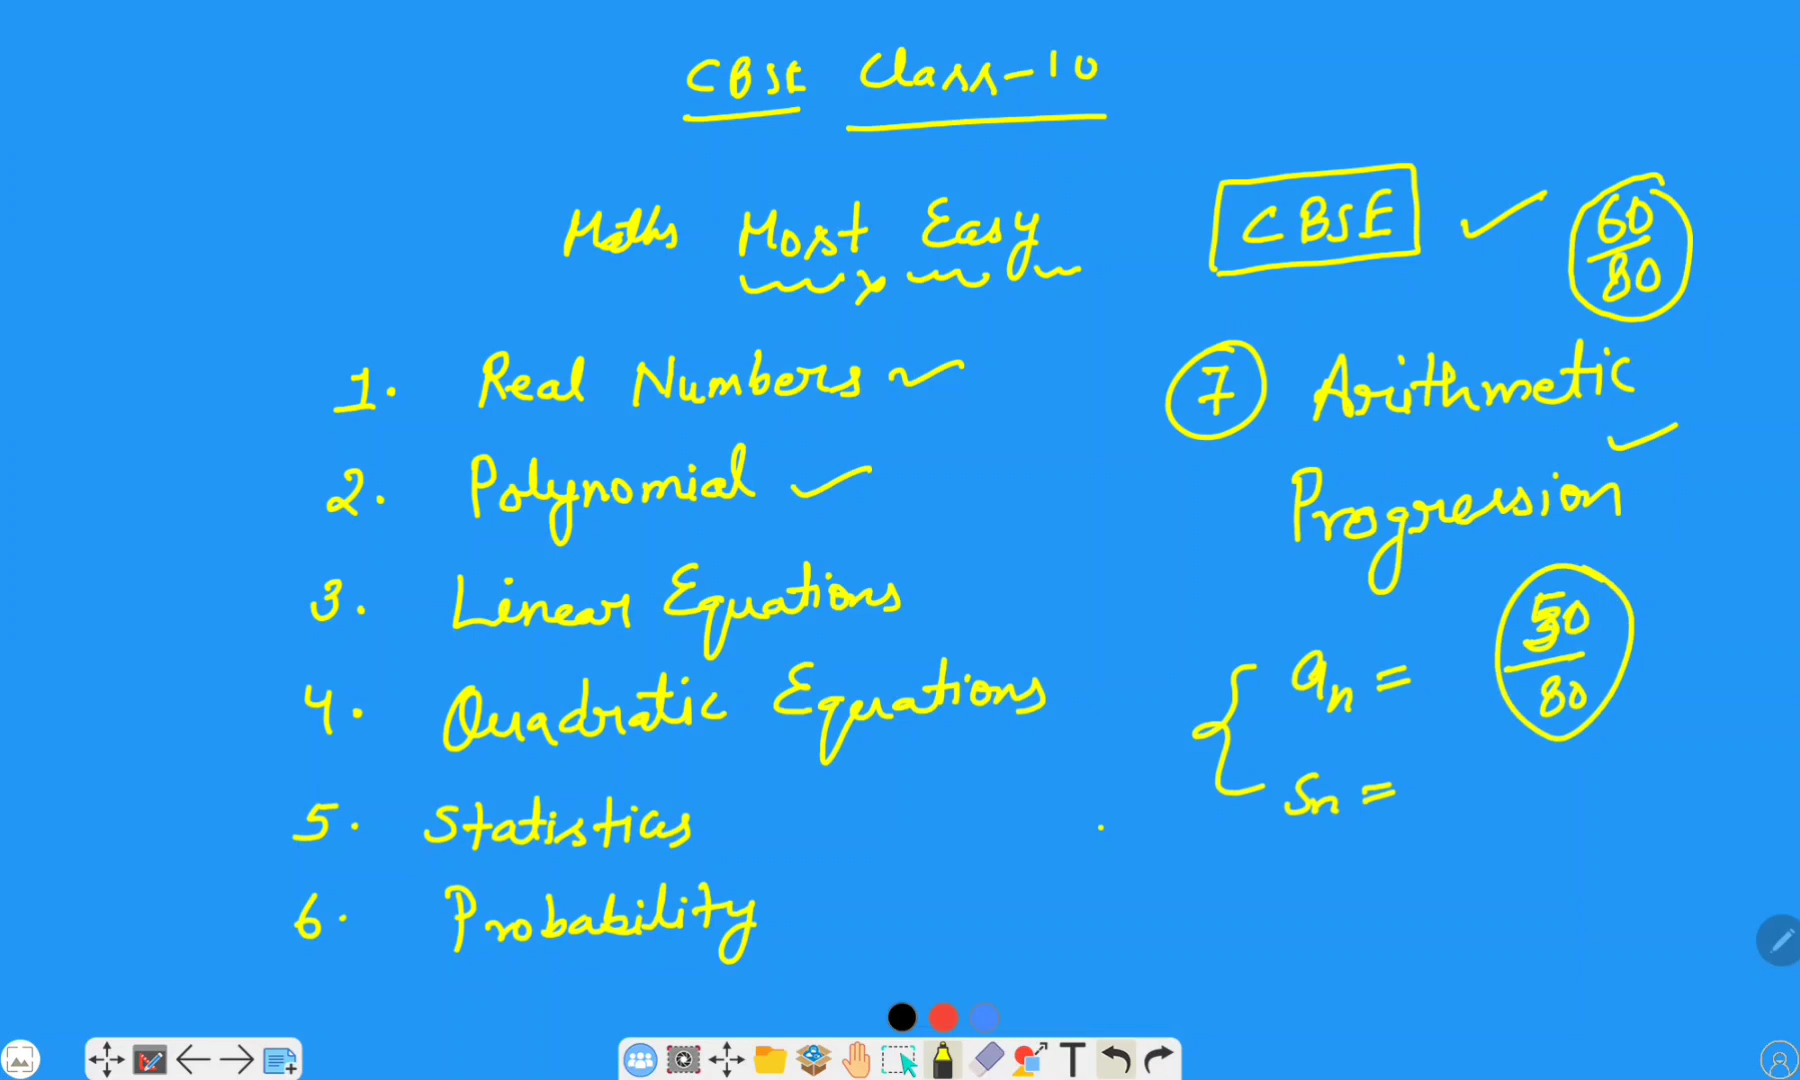 CBSE Class-10
Maths Most Easy
CBSE
60/80
1. Real Numbers
2. Polynomial
3. Linear Equations
4. Quadratic Equations
5. Statistics
6. Probability
7 Arithmetic
Progression
an =
Sn =
50/80
T